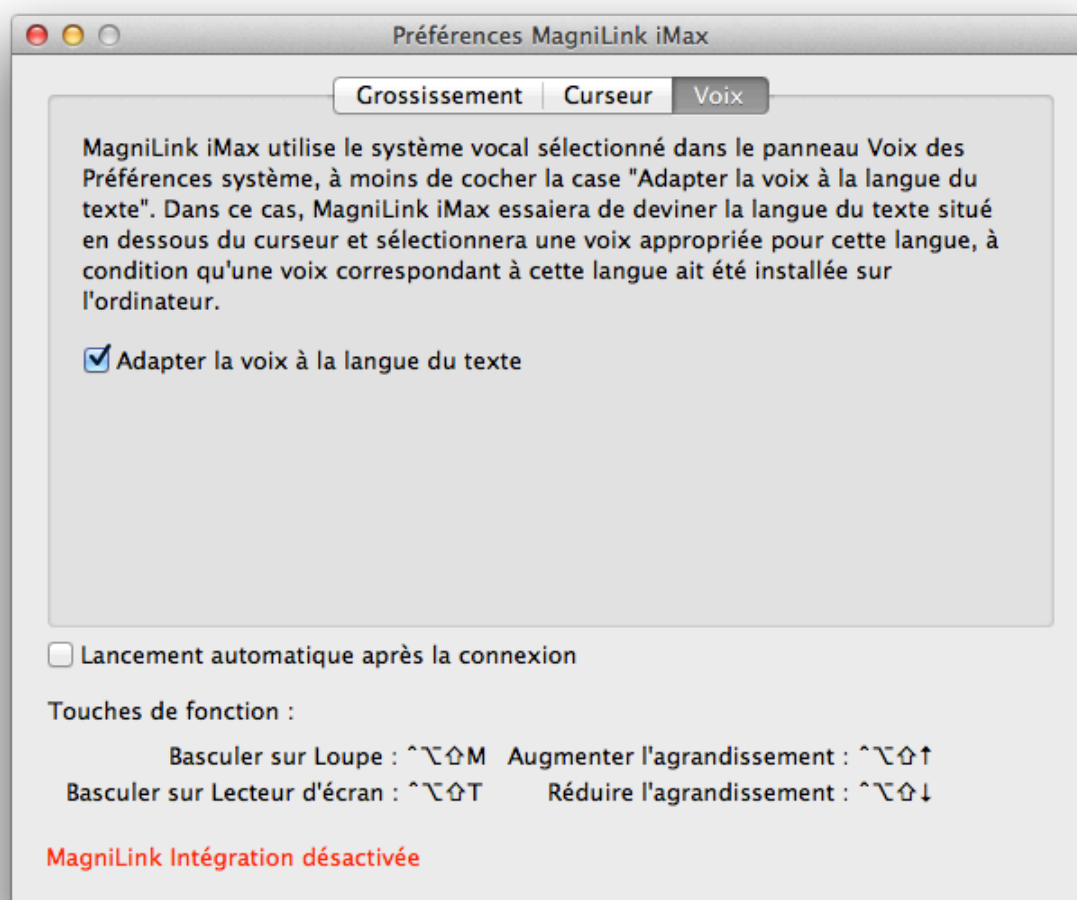 Préférences MagniLink iMax
Grossissement Curseur Voix
MagniLink iMax utilise le système vocal sélectionné dans le panneau Voix des
Préférences système, à moins de cocher la case "Adapter la voix à la langue du
texte". Dans ce cas, MagniLink iMax essaiera de deviner la langue du texte situé
en dessous du curseur et sélectionnera une voix appropriée pour cette langue, à
condition qu'une voix correspondant à cette langue ait été installée sur
l'ordinateur.
Adapter la voix à la langue du texte
Lancement automatique après la connexion
Touches de fonction :
Basculer sur Loupe : ⌃⌥⇧M Augmenter l'agrandissement : ⌃⌥⇧↑
Basculer sur Lecteur d'écran : ⌃⌥⇧T Réduire l'agrandissement : ⌃⌥⇧↓
MagniLink Intégration désactivée